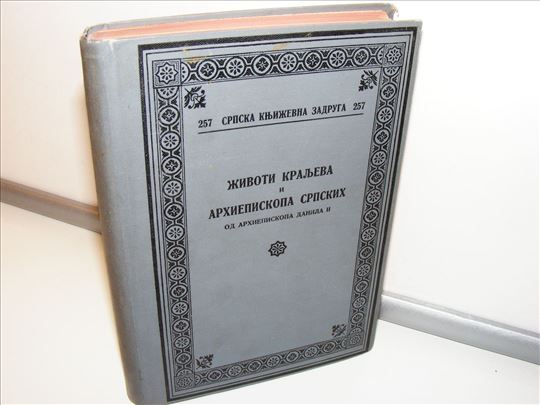 257 СРПСКА КЊИЖЕВНА ЗАДРУГА 257
ЖИВОТИ КРАЉЕВА
И
АРХИЕПИСКОПА СРПСКИХ
ОД АРХИЕПИСКОПА ДАНИЛА II